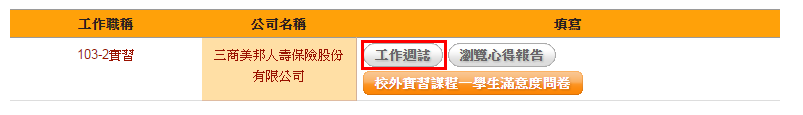 工作職稱 公司名稱 填寫
103-2實習 三商美邦人壽保險股份 工作週誌 瀏覽心得報告
有限公司 校外實習課程—學生滿意度問卷